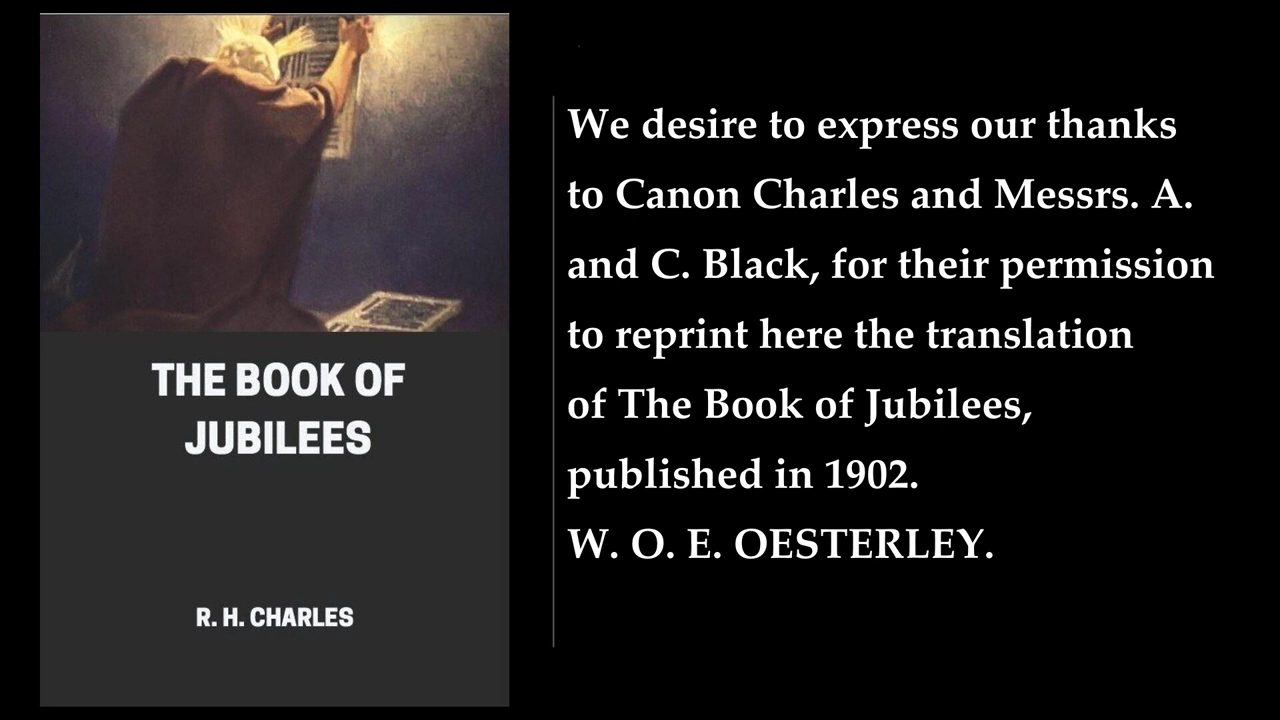 THE BOOK OF
JUBILEES
R. H. CHARLES
We desire to express our thanks
to Canon Charles and Messrs. A.
and C. Black, for their permission
to reprint here the translation
of The Book of Jubilees,
published in 1902.
W. O. E. OESTERLEY.